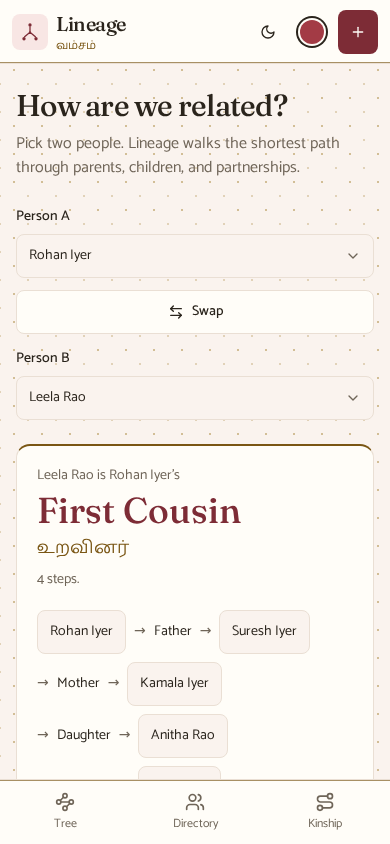 Lineage
வம்சம்
How are we related?
Pick two people. Lineage walks the shortest path
through parents, children, and partnerships.
Person A
Rohan Iyer
Swap
Person B
Leela Rao
Leela Rao is Rohan Iyer's
First Cousin
உறவினர்
4 steps.
Rohan Iyer → Father → Suresh Iyer
→ Mother → Kamala Iyer
→ Daughter → Anitha Rao
Tree Directory Kinship